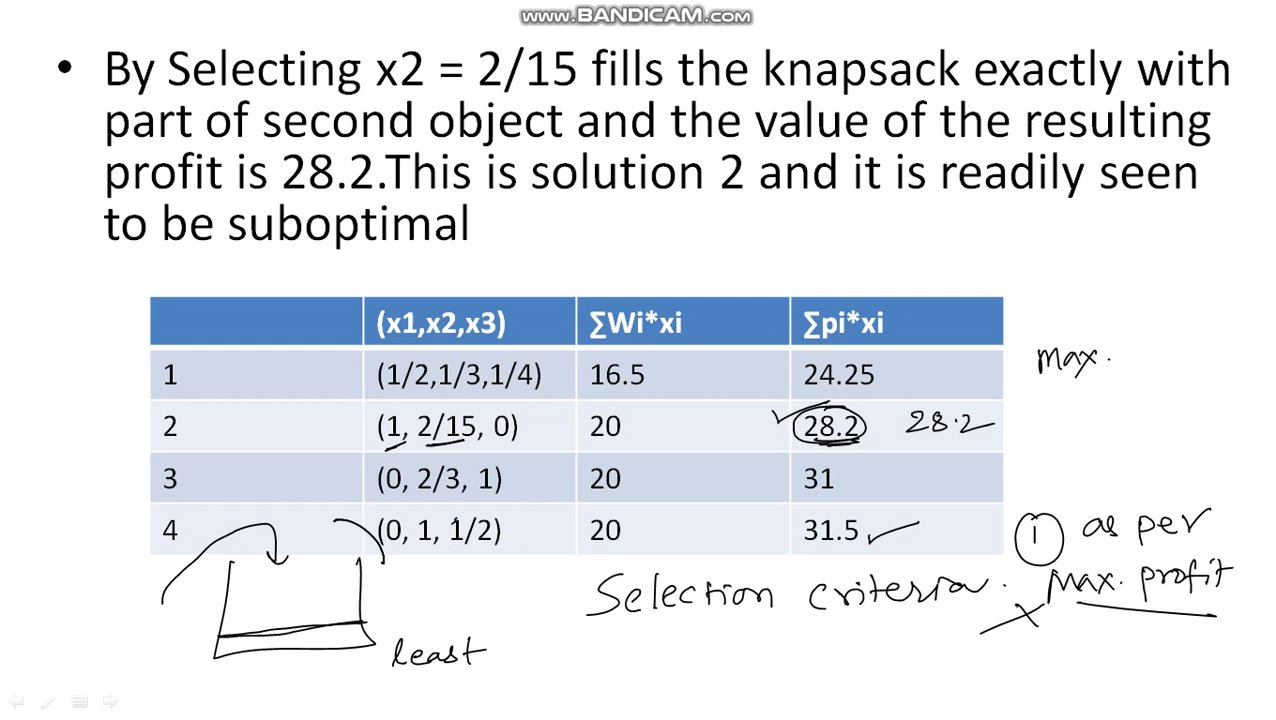 www.BANDICAM.com
• By Selecting x2 = 2/15 fills the knapsack exactly with
part of second object and the value of the resulting
profit is 28.2.This is solution 2 and it is readily seen
to be suboptimal
(x1,x2,x3) ∑Wi*xi ∑pi*xi
1 (1/2,1/3,1/4) 16.5 24.25 max.
2 (1, 2/15, 0) 20 28.2 28.2
3 (0, 2/3, 1) 20 31
4 (0, 1, 1/2) 20 31.5
i as per
Selection criteria. Max. profit
least